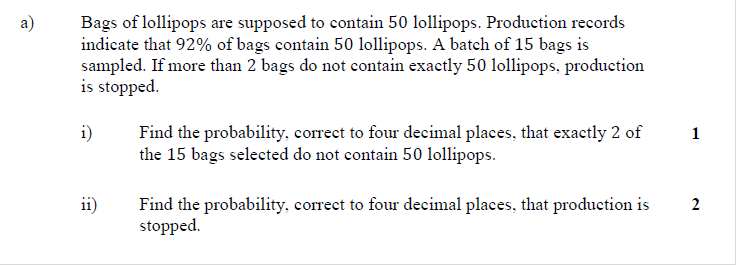 a) Bags of lollipops are supposed to contain 50 lollipops. Production records
indicate that 92% of bags contain 50 lollipops. A batch of 15 bags is
sampled. If more than 2 bags do not contain exactly 50 lollipops, production
is stopped.
i) Find the probability, correct to four decimal places, that exactly 2 of 1
the 15 bags selected do not contain 50 lollipops.
ii) Find the probability, correct to four decimal places, that production is 2
stopped.